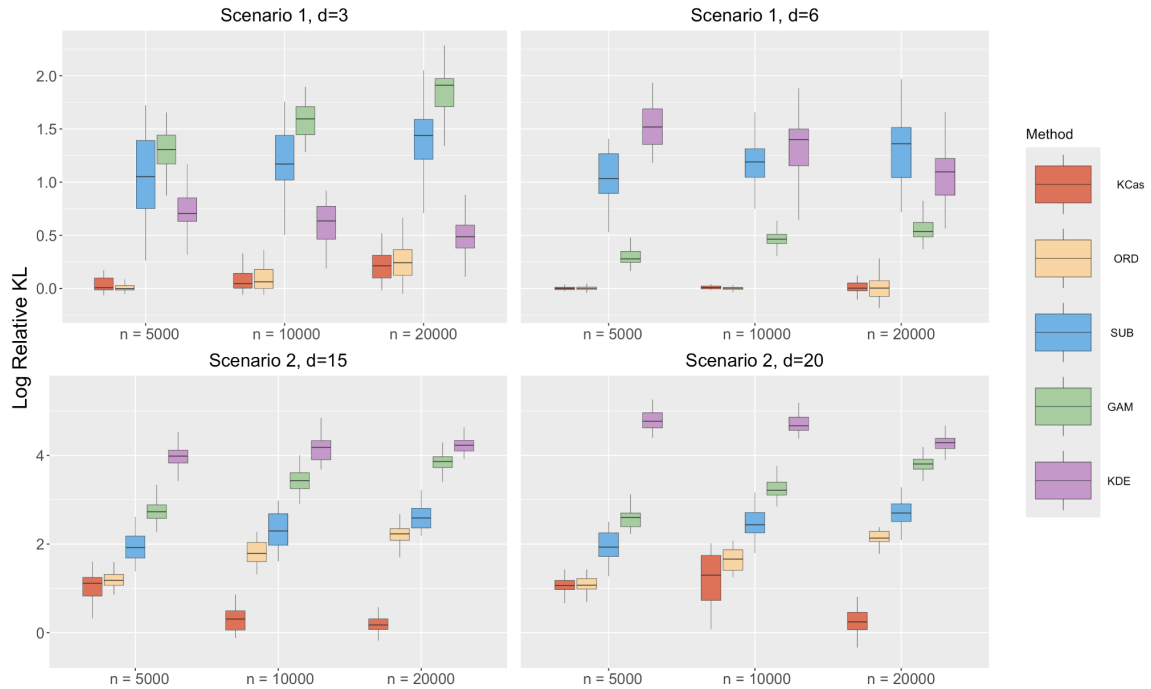 Scenario 1, d=3
Scenario 1, d=6
2.0
1.5
1.0
0.5
0.0
n = 5000
n = 10000
n = 20000
n = 5000
n = 10000
n = 20000
Log Relative KL
Scenario 2, d=15
Scenario 2, d=20
4
2
0
n = 5000
n = 10000
n = 20000
n = 5000
n = 10000
n = 20000
Method
KCas
ORD
SUB
GAM
KDE